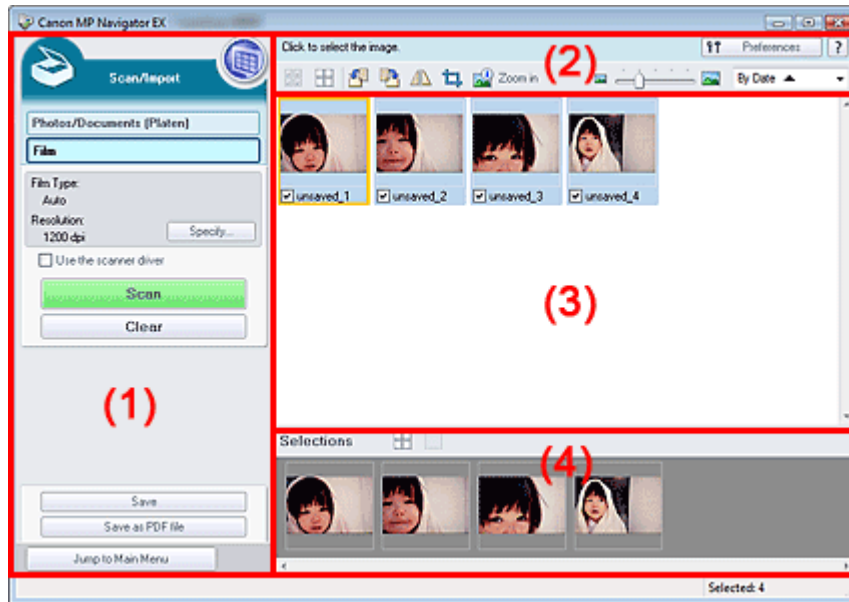 Canon MP Navigator EX
Scan/Import
Photos/Documents (Platen)
Film
Film Type:
Auto
Resolution:
1200 dpi
Specify...
Use the scanner driver
Scan
Clear
(1)
Save
Save as PDF file
Jump to Main Menu
Click to select the image.
Preferences
?
(2)
Zoom in
By Date
unsaved_1
unsaved_2
unsaved_3
unsaved_4
(3)
Selections
(4)
Selected: 4